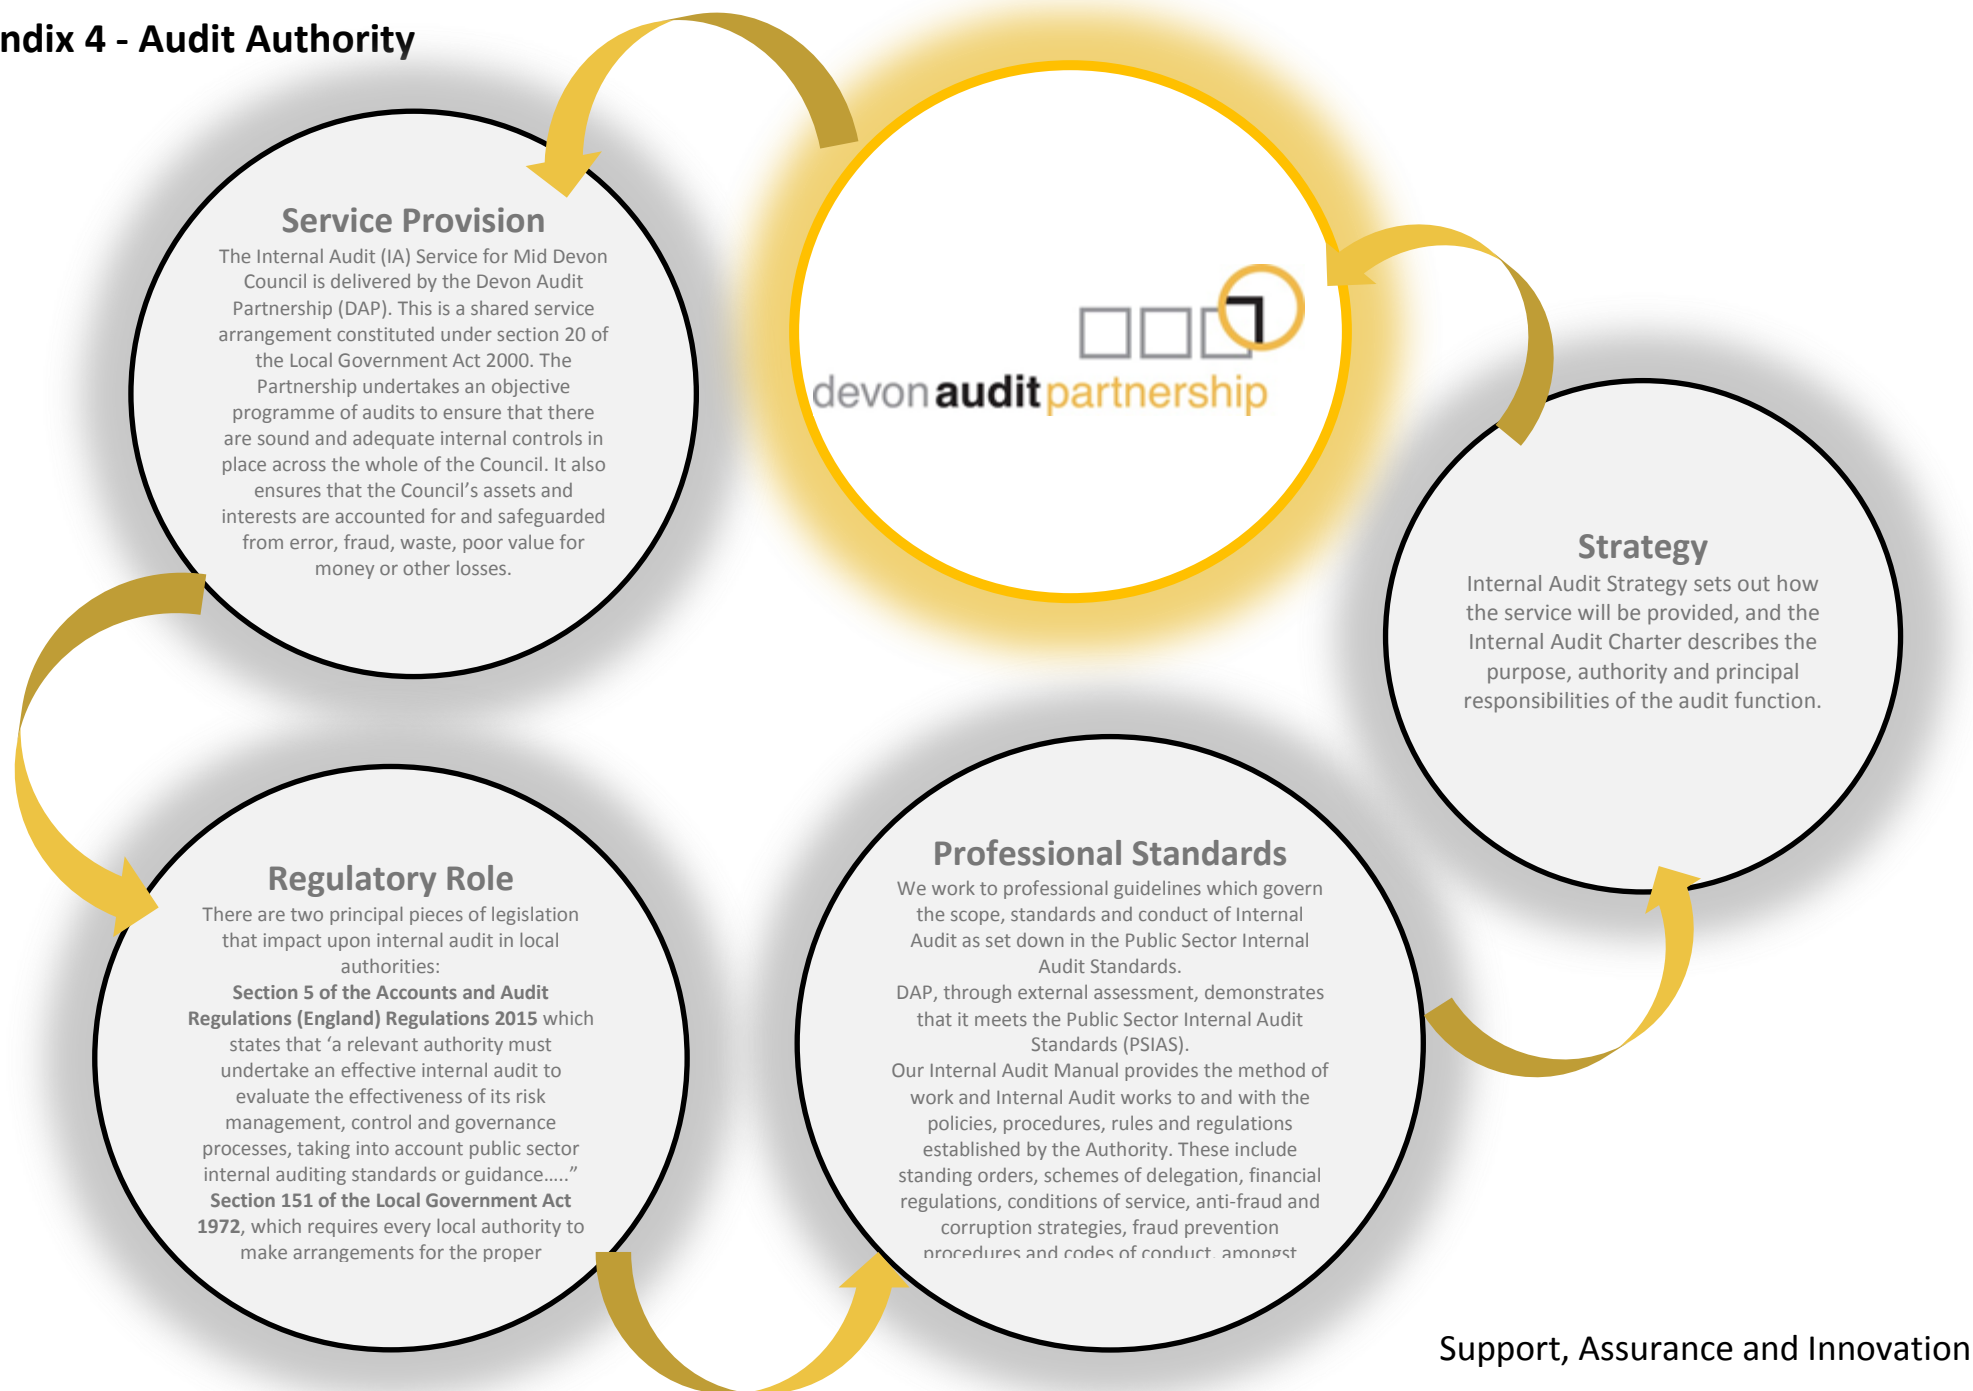 ndix 4 - Audit Authority
Service Provision
The Internal Audit (IA) Service for Mid Devon
Council is delivered by the Devon Audit
Partnership (DAP). This is a shared service
arrangement constituted under section 20 of
the Local Government Act 2000. The
Partnership undertakes an objective
programme of audits to ensure that there
are sound and adequate internal controls in
place across the whole of the Council. It also
ensures that the Council’s assets and
interests are accounted for and safeguarded
from error, fraud, waste, poor value for
money or other losses.
devon audit partnership
Strategy
Internal Audit Strategy sets out how
the service will be provided, and the
Internal Audit Charter describes the
purpose, authority and principal
responsibilities of the audit function.
Regulatory Role
There are two principal pieces of legislation
that impact upon internal audit in local
authorities:
Section 5 of the Accounts and Audit
Regulations (England) Regulations 2015 which
states that ‘a relevant authority must
undertake an effective internal audit to
evaluate the effectiveness of its risk
management, control and governance
processes, taking into account public sector
internal auditing standards or guidance…..”
Section 151 of the Local Government Act
1972, which requires every local authority to
make arrangements for the proper
Professional Standards
We work to professional guidelines which govern
the scope, standards and conduct of Internal
Audit as set down in the Public Sector Internal
Audit Standards.
DAP, through external assessment, demonstrates
that it meets the Public Sector Internal Audit
Standards (PSIAS).
Our Internal Audit Manual provides the method of
work and Internal Audit works to and with the
policies, procedures, rules and regulations
established by the Authority. These include
standing orders, schemes of delegation, financial
regulations, conditions of service, anti-fraud and
corruption strategies, fraud prevention
procedures and codes of conduct, amongst
Support, Assurance and Innovation